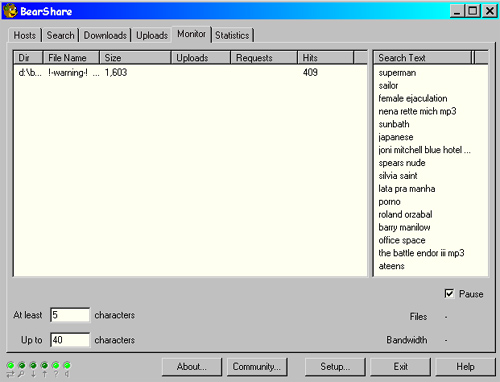 BearShare
Hosts Search Downloads Uploads Monitor Statistics
Dir File Name Size Uploads Requests Hits
d:\b... !-warning-! ... 1,603 409
Search Text
superman
sailor
female ejaculation
nena rette mich mp3
sunbath
japanese
joni mitchell blue hotel ...
spears nude
silvia saint
lata pra manha
porno
roland orzabal
barry manilow
office space
the battle endor iii mp3
ateens
Pause
At least 5 characters
Files -
Up to 40 characters
Bandwidth -
About... Community... Setup... Exit Help